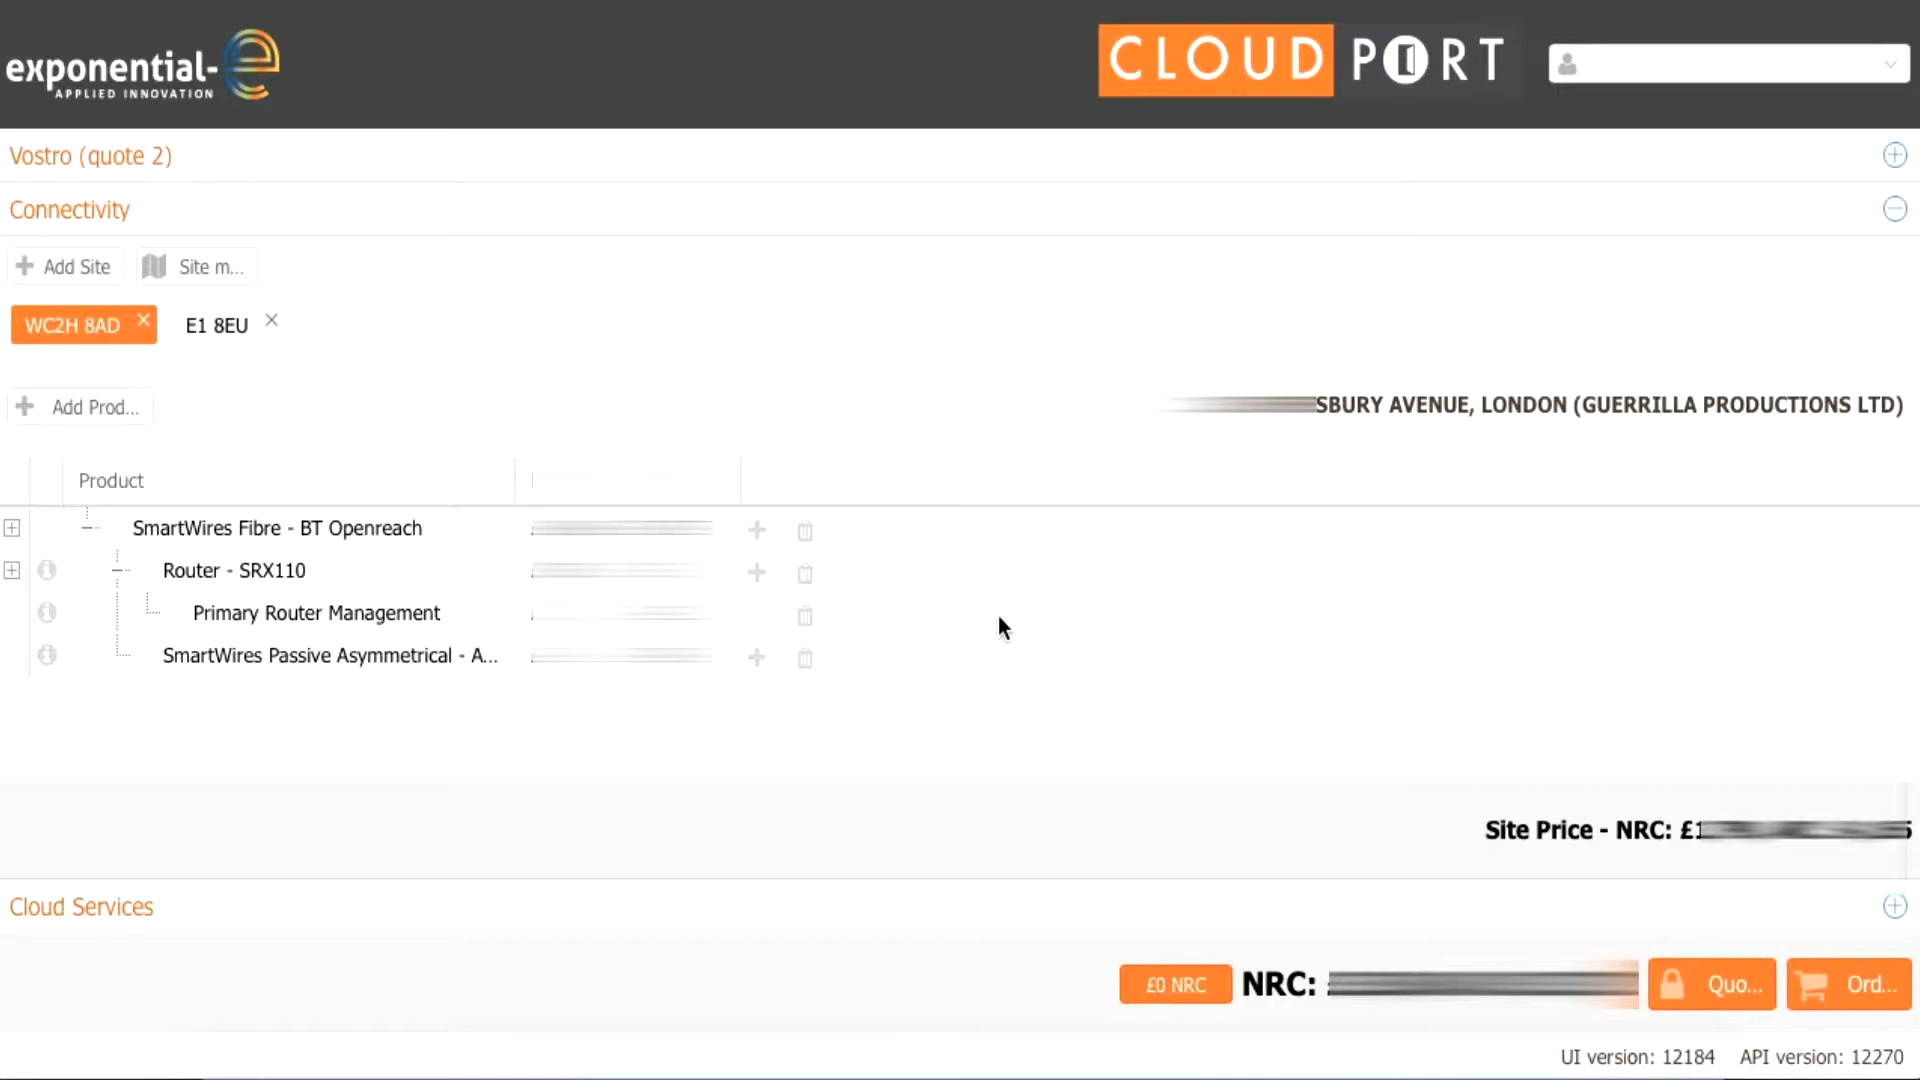 exponential-e
APPLIED INNOVATION
CLOUD PORT
Vostro (quote 2)
Connectivity
Add Site Site m...
WC2H 8AD E1 8EU
Add Prod...
SBURY AVENUE, LONDON (GUERRILLA PRODUCTIONS LTD)
Product
SmartWires Fibre - BT Openreach
Router - SRX110
Primary Router Management
SmartWires Passive Asymmetrical - A...
Site Price - NRC: £1
Cloud Services
£0 NRC NRC: Quo... Ord...
UI version: 12184 API version: 12270